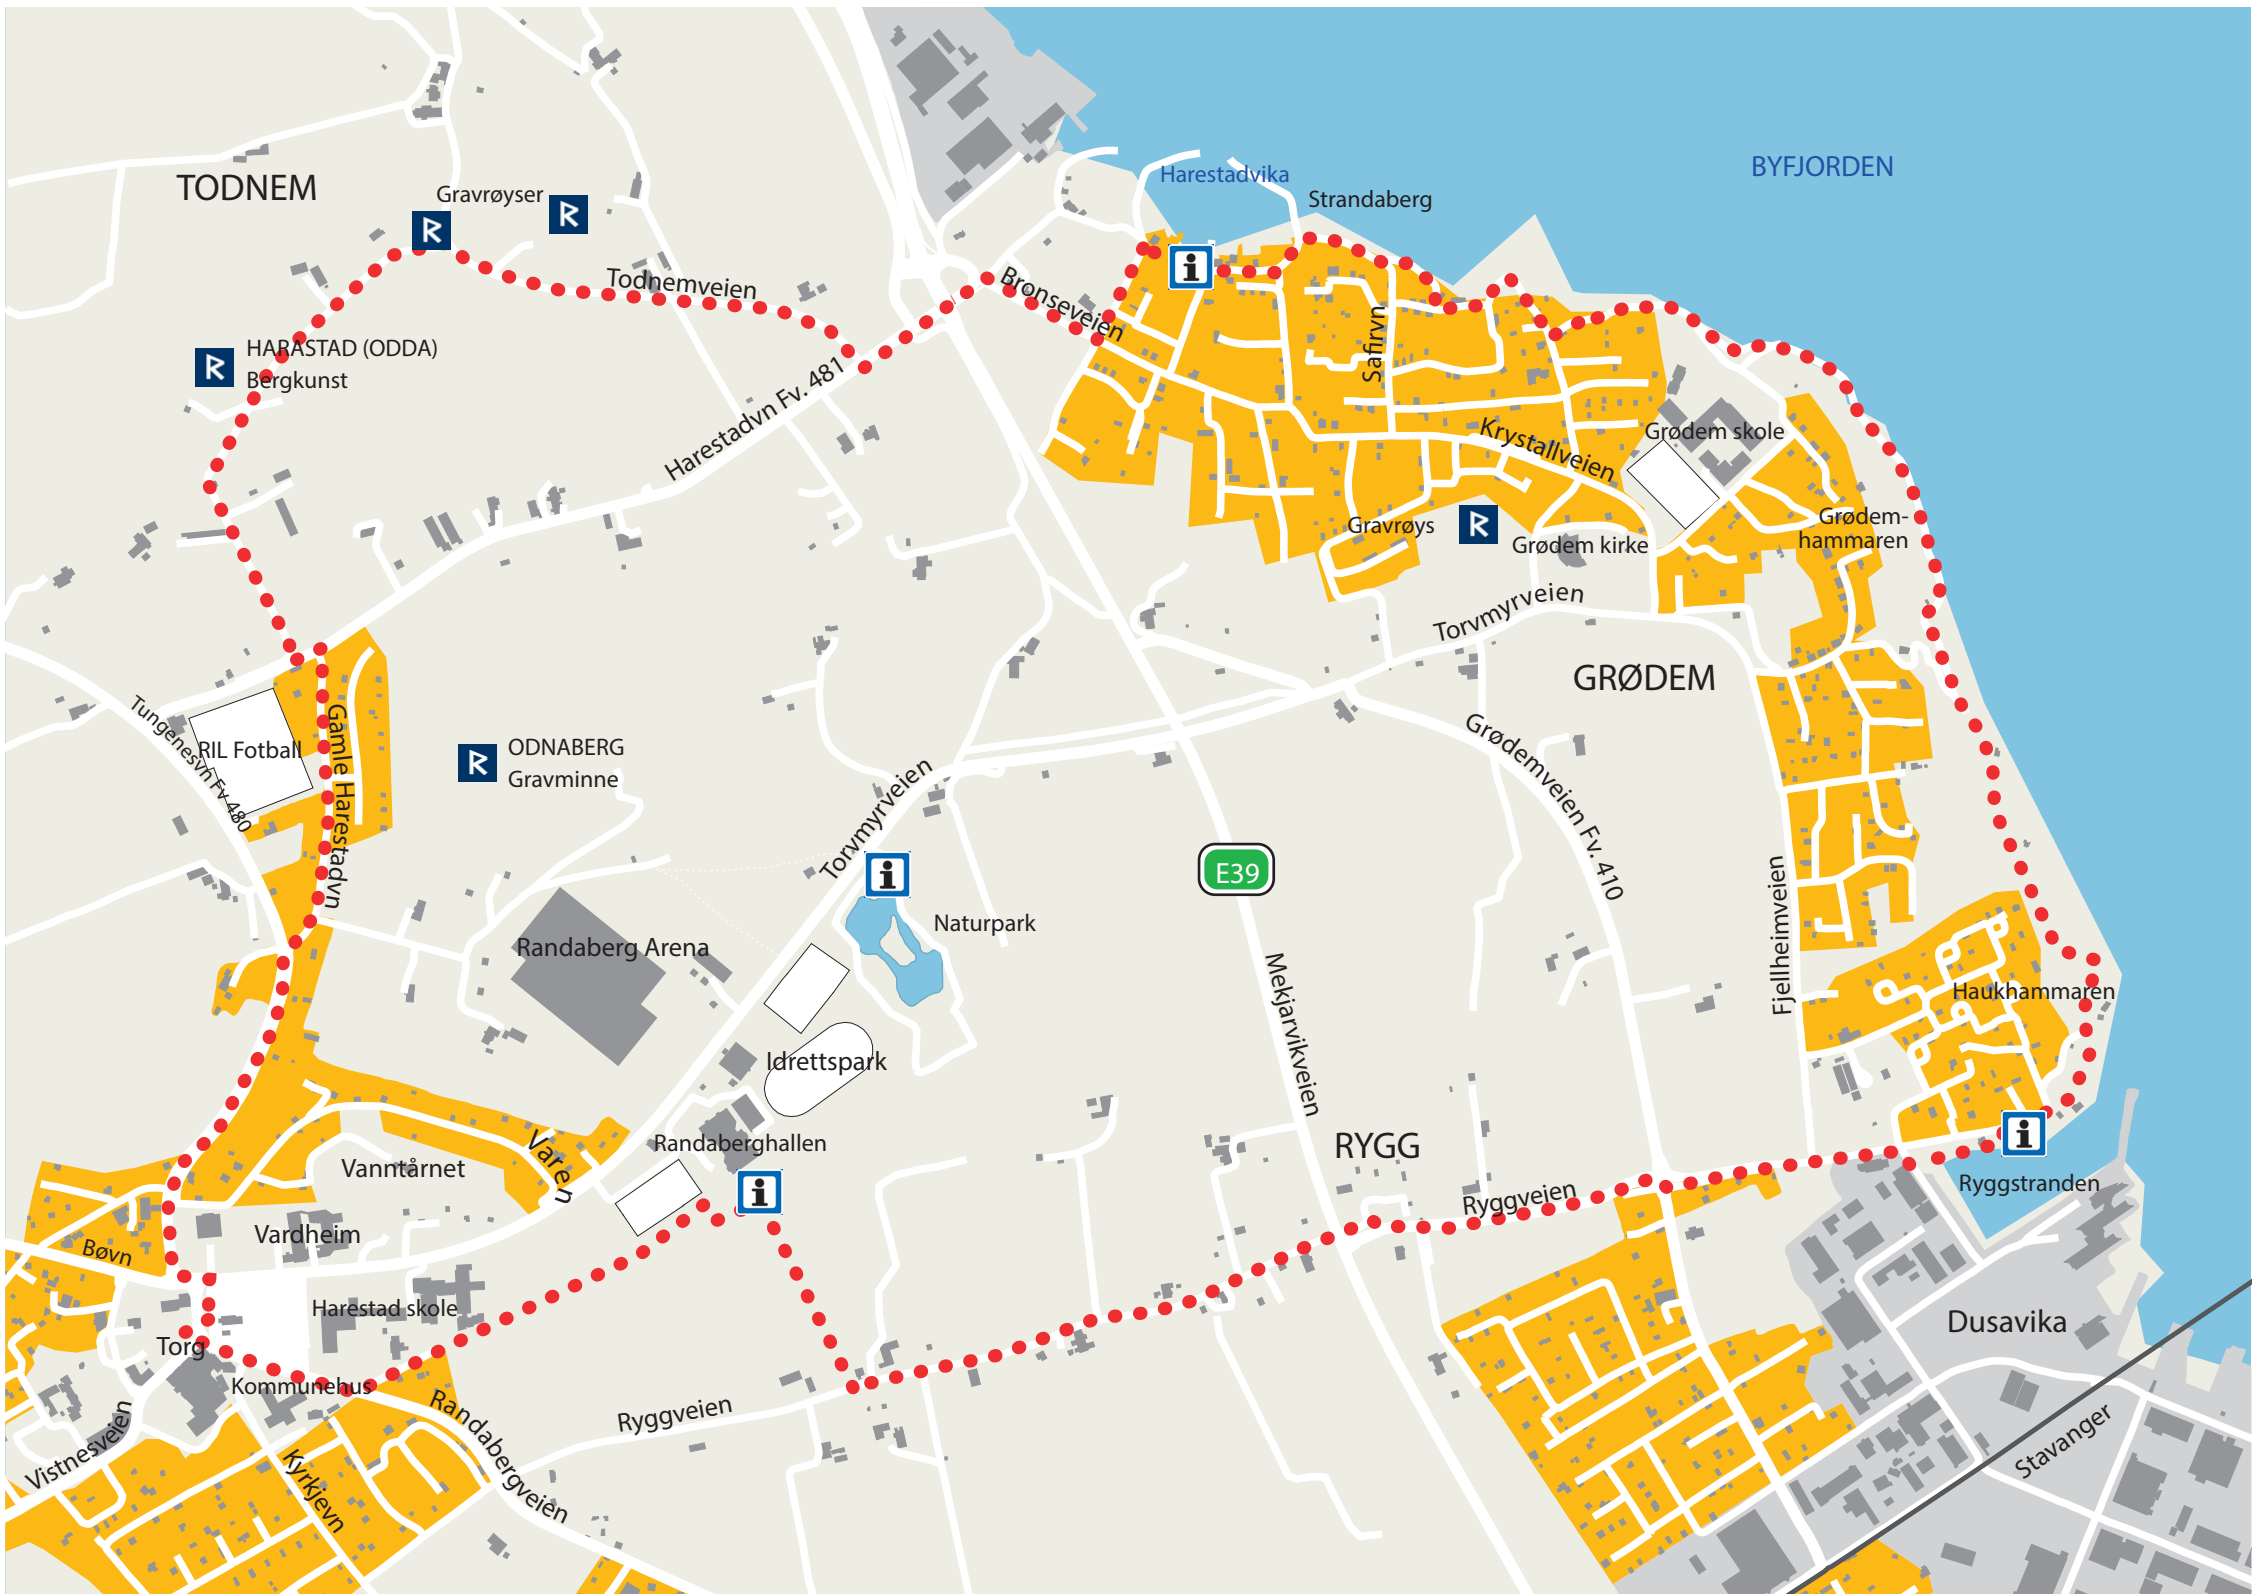 BYFJORDEN
Harestadvika
Strandaberg
TODNEM
Gravrøyser
Todnemveien
Bronseveien
HARASTAD (ODDA)
Bergkunst
Harestadvn Fv. 481
Safirvn
Krystallveien
Grødem skole
Gravrøys
Grødem kirke
Grødem-
hammaren
Torvmyrveien
GRØDEM
Tungenesvn Fv 480
RIL Fotball
Gamle Harestadvn
ODNABERG
Gravminne
Torvmyrveien
Grødemveien Fv. 410
E39
Fjellheimveien
Naturpark
Randaberg Arena
Mekjarvikveien
Haukhammaren
Idrettspark
Randaberghallen
Varen
Vanntårnet
RYGG
Ryggveien
Ryggstranden
Vardheim
Bøvn
Harestad skole
Torg
Dusavika
Kommunehus
Randabergveien
Ryggveien
Vistnesveien
Kyrkjevn
Stavanger